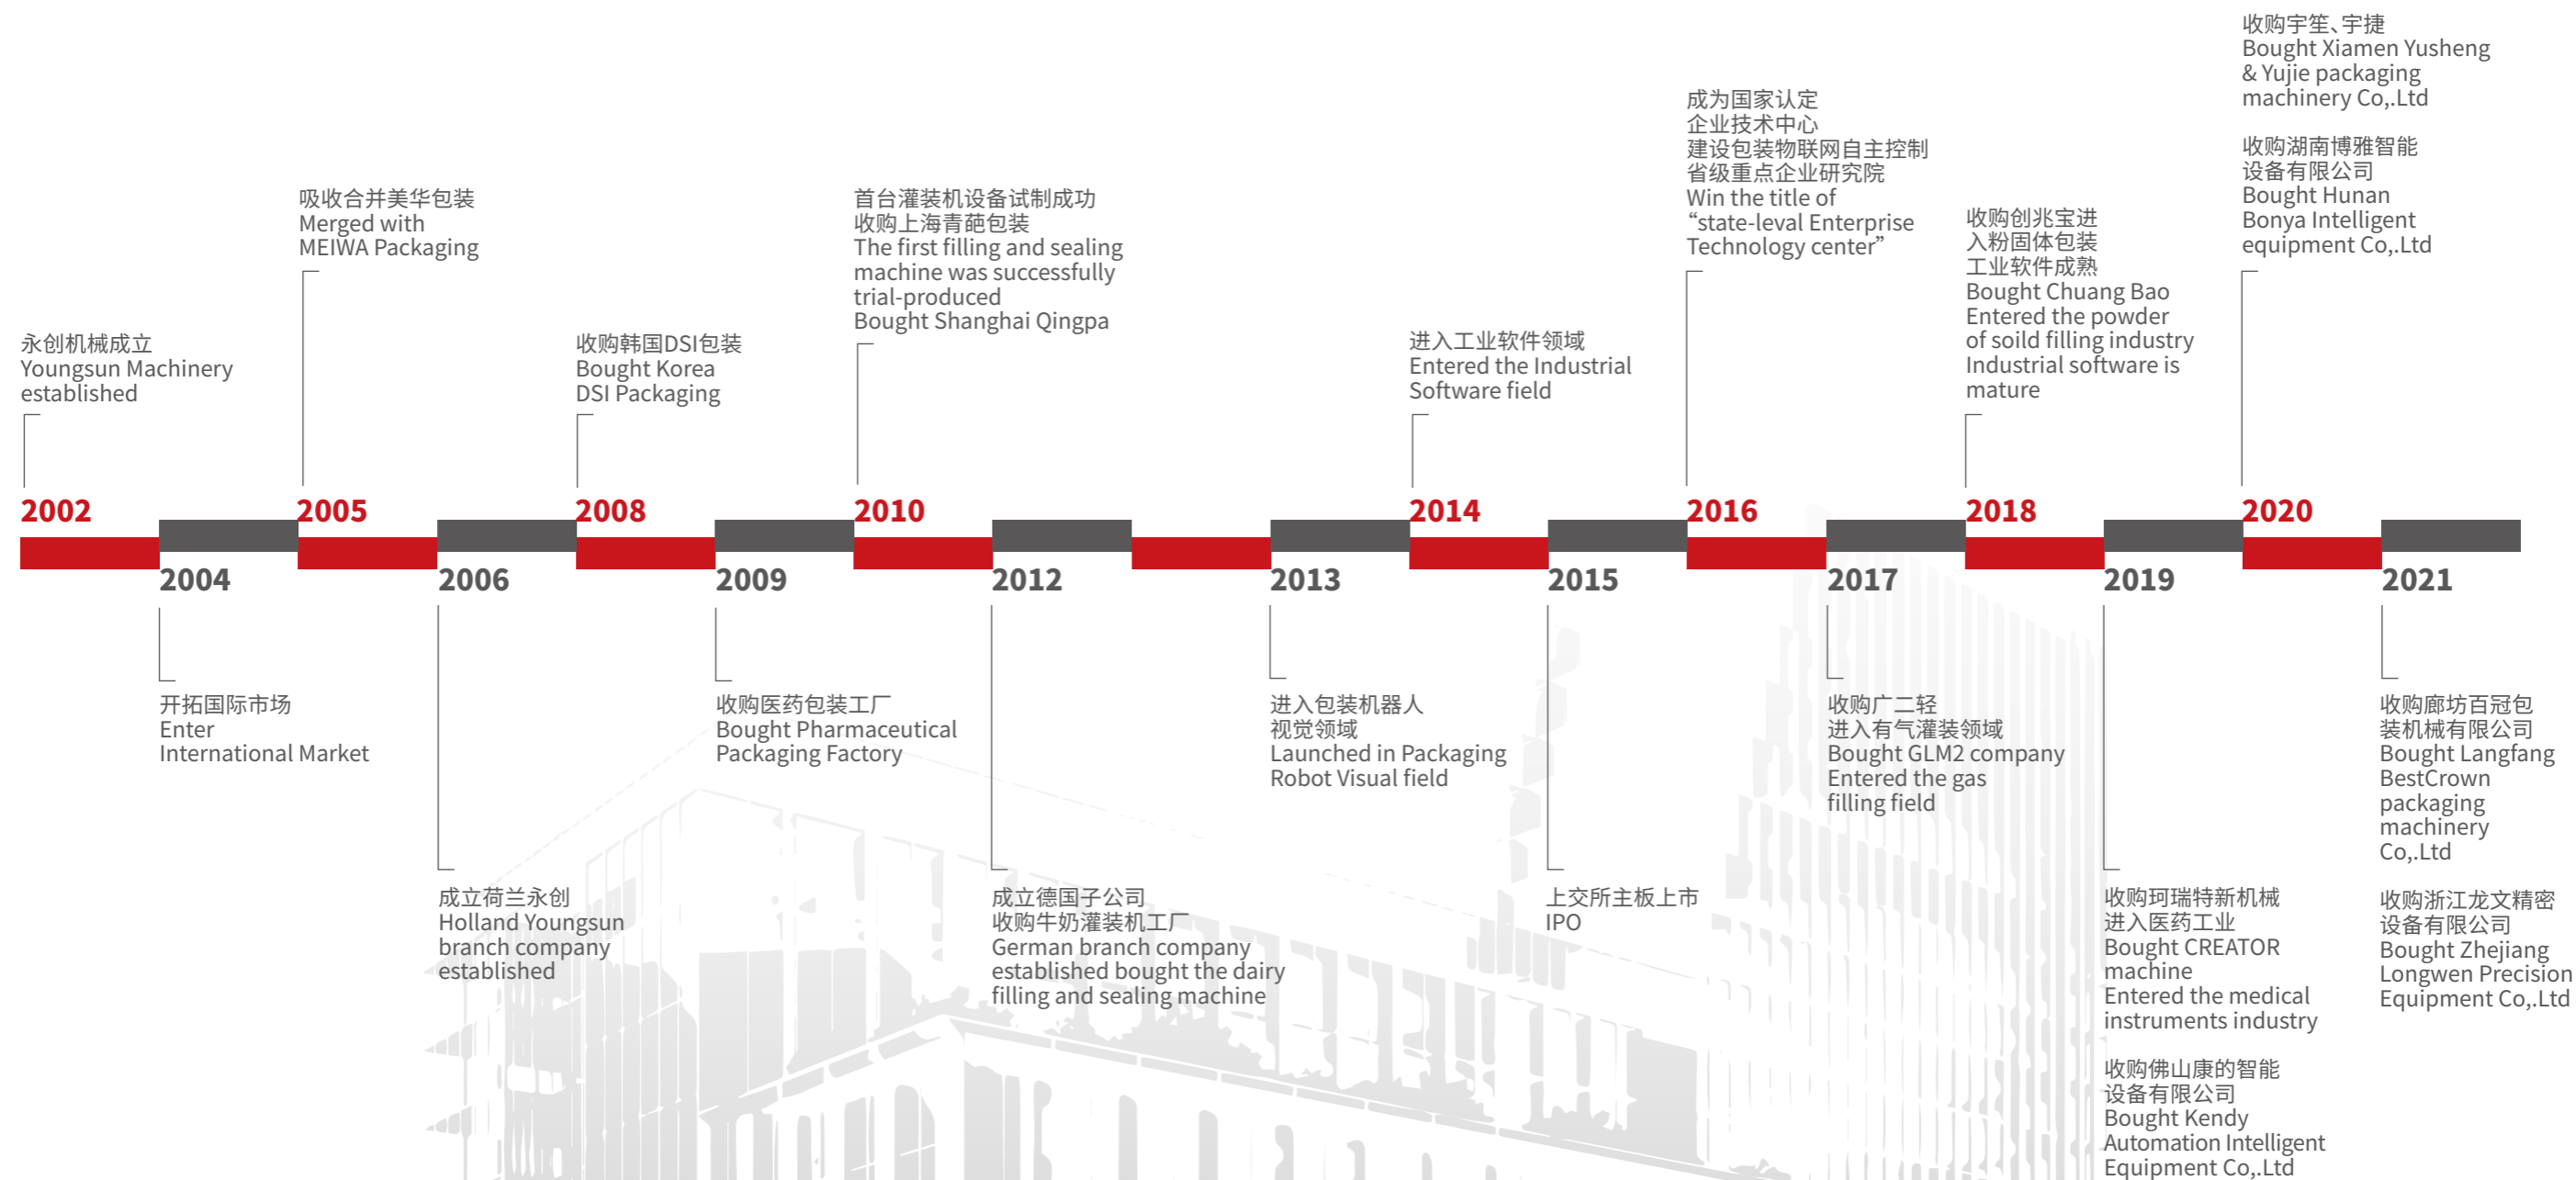 永创机械成立
Youngsun Machinery
established
2002
2004
开拓国际市场
Enter
International Market
吸收合并美华包装
Merged with
MEIWA Packaging
2005
2006
成立荷兰永创
Holland Youngsun
branch company
established
收购韩国DSI包装
Bought Korea
DSI Packaging
2008
2009
收购医药包装工厂
Bought Pharmaceutical
Packaging Factory
首台灌装机设备试制成功
收购上海青葩包装
The first filling and sealing
machine was successfully
trial-produced
Bought Shanghai Qingpa
2010
2012
成立德国子公司
收购牛奶灌装机工厂
German branch company
established bought the dairy
filling and sealing machine
2013
进入包装机器人
视觉领域
Launched in Packaging
Robot Visual field
进入工业软件领域
Entered the Industrial
Software field
2014
2015
上交所主板上市
IPO
成为国家认定
企业技术中心
建设包装物联网自主控制
省级重点企业研究院
Win the title of
“state-leval Enterprise
Technology center”
2016
2017
收购广二轻
进入有气灌装领域
Bought GLM2 company
Entered the gas
filling field
收购创兆宝进
入粉固体包装
工业软件成熟
Bought Chuang Bao
Entered the powder
of soild filling industry
Industrial software is
mature
2018
2019
收购珂瑞特新机械
进入医药工业
Bought CREATOR
machine
Entered the medical
instruments industry
收购佛山康的智能
设备有限公司
Bought Kendy
Automation Intelligent
Equipment Co,.Ltd
收购宇笙、宇捷
Bought Xiamen Yusheng
& Yujie packaging
machinery Co,.Ltd
收购湖南博雅智能
设备有限公司
Bought Hunan
Bonya Intelligent
equipment Co,.Ltd
2020
2021
收购廊坊百冠包
装机械有限公司
Bought Langfang
BestCrown
packaging
machinery
Co,.Ltd
收购浙江龙文精密
设备有限公司
Bought Zhejiang
Longwen Precision
Equipment Co,.Ltd